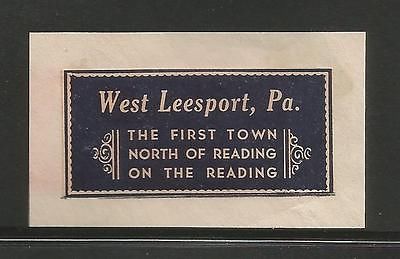 West Leesport, Pa.
THE FIRST TOWN
NORTH OF READING
ON THE READING